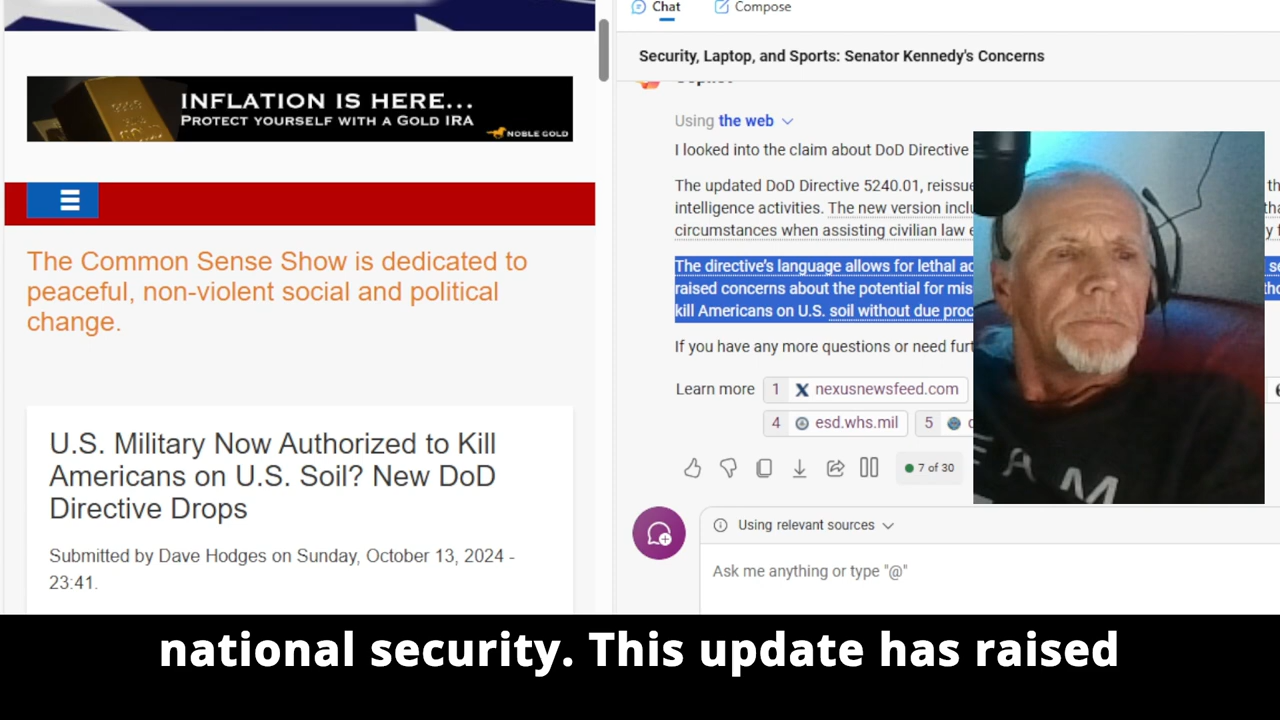 INFLATION IS HERE...
PROTECT YOURSELF WITH A GOLD IRA
NOBLE GOLD
The Common Sense Show is dedicated to
peaceful, non-violent social and political
change.
U.S. Military Now Authorized to Kill
Americans on U.S. Soil? New DoD
Directive Drops
Submitted by Dave Hodges on Sunday, October 13, 2024 -
23:41.
Chat
Compose
Security, Laptop, and Sports: Senator Kennedy's Concerns
Using the web
I looked into the claim about DoD Directive
The updated DoD Directive 5240.01, reissue
intelligence activities. The new version inclu
circumstances when assisting civilian law e
The directive's language allows for lethal ac
raised concerns about the potential for mis
kill Americans on U.S. soil without due proc
If you have any more questions or need furt
Learn more
1 nexusnewsfeed.com
4 esd.whs.mil
5
7 of 30
Using relevant sources
Ask me anything or type "@"
EAM
national security. This update has raised